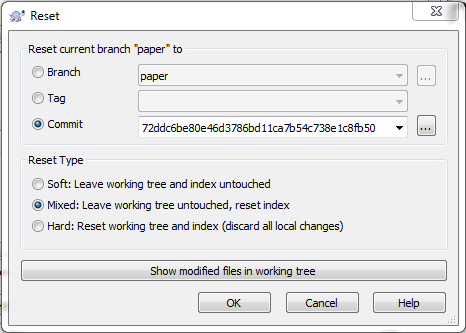 Reset
Reset current branch "paper" to
Branch
paper
...
Tag
Commit
72ddc6be80e46d3786bd11ca7b54c738e1c8fb50
...
Reset Type
Soft: Leave working tree and index untouched
Mixed: Leave working tree untouched, reset index
Hard: Reset working tree and index (discard all local changes)
Show modified files in working tree
OK
Cancel
Help